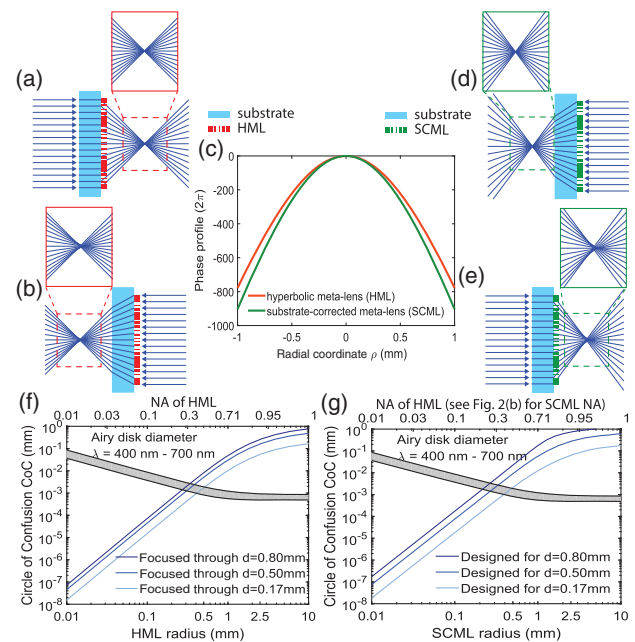 (a)
(d)
substrate
HML
substrate
SCML
(c)
Phase profile (2π)
0
-200
-400
-600
-800
-1000
hyperbolic meta-lens (HML)
substrate-corrected meta-lens (SCML)
-1
-0.5
0
0.5
1
Radial coordinate ρ (mm)
(b)
(e)
(f)
NA of HML
0.01
0.03
0.1
0.3
0.71
0.95
1
Airy disk diameter
λ = 400 nm - 700 nm
Circle of Confusion CoC (mm)
10⁰
10⁻¹
10⁻²
10⁻³
10⁻⁴
10⁻⁵
10⁻⁶
10⁻⁷
10⁻⁸
Focused through d=0.80mm
Focused through d=0.50mm
Focused through d=0.17mm
0.01
0.1
0.5
1
2.5
10
HML radius (mm)
(g)
NA of HML (see Fig. 2(b) for SCML NA)
0.01
0.03
0.1
0.3
0.71
0.95
1
Airy disk diameter
λ = 400 nm - 700 nm
Circle of Confusion CoC (mm)
10⁰
10⁻¹
10⁻²
10⁻³
10⁻⁴
10⁻⁵
10⁻⁶
10⁻⁷
10⁻⁸
Designed for d=0.80mm
Designed for d=0.50mm
Designed for d=0.17mm
0.01
0.1
0.5
1
2.5
10
SCML radius (mm)